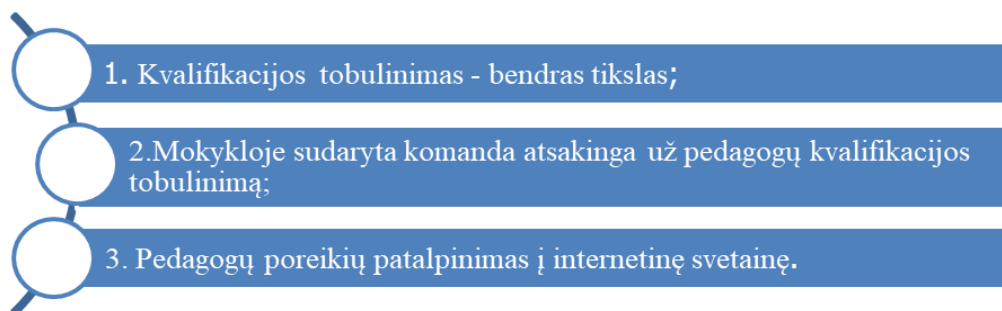 1. Kvalifikacijos tobulinimas - bendras tikslas;
2.Mokykloje sudaryta komanda atsakinga už pedagogų kvalifikacijos
tobulinimą;
3. Pedagogų poreikių patalpinimas į internetinę svetainę.